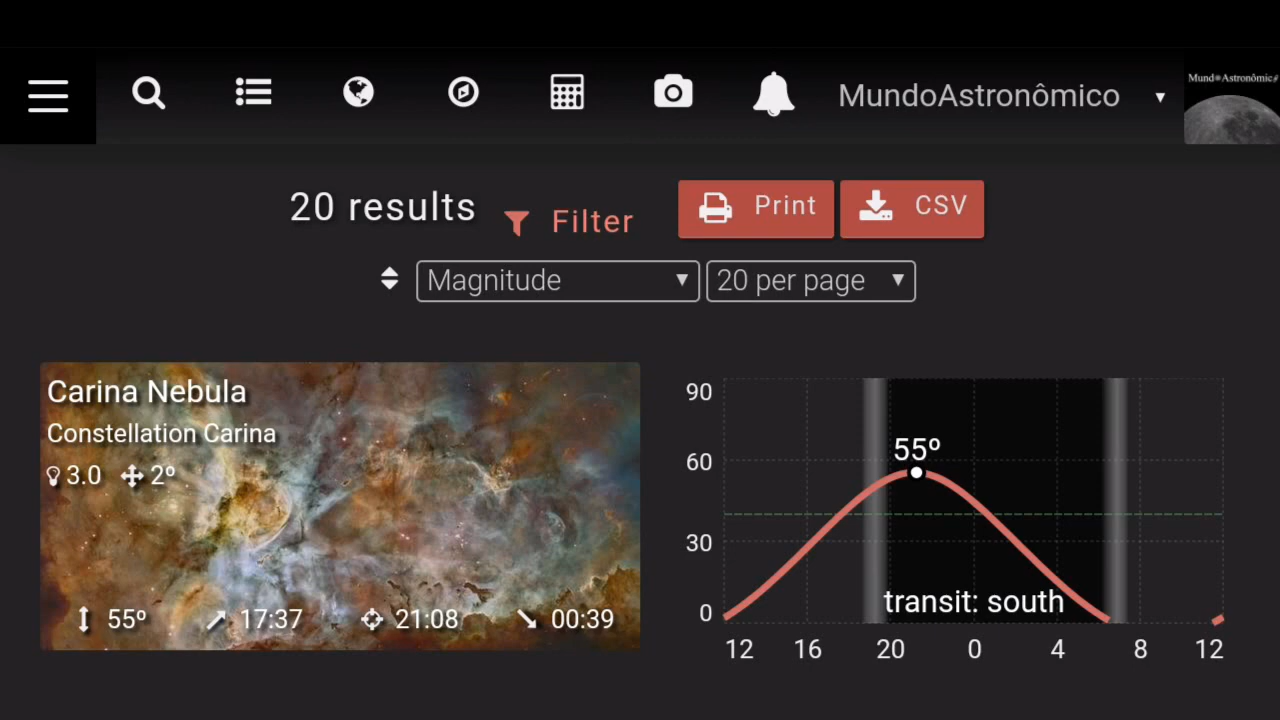 MundoAstronômico
Mund Astronômic
20 results
Filter
Print
CSV
Magnitude
20 per page
Carina Nebula
Constellation Carina
3.0 2º
55º 17:37 21:08 00:39
90
60
30
0
55º
transit: south
12 16 20 0 4 8 12